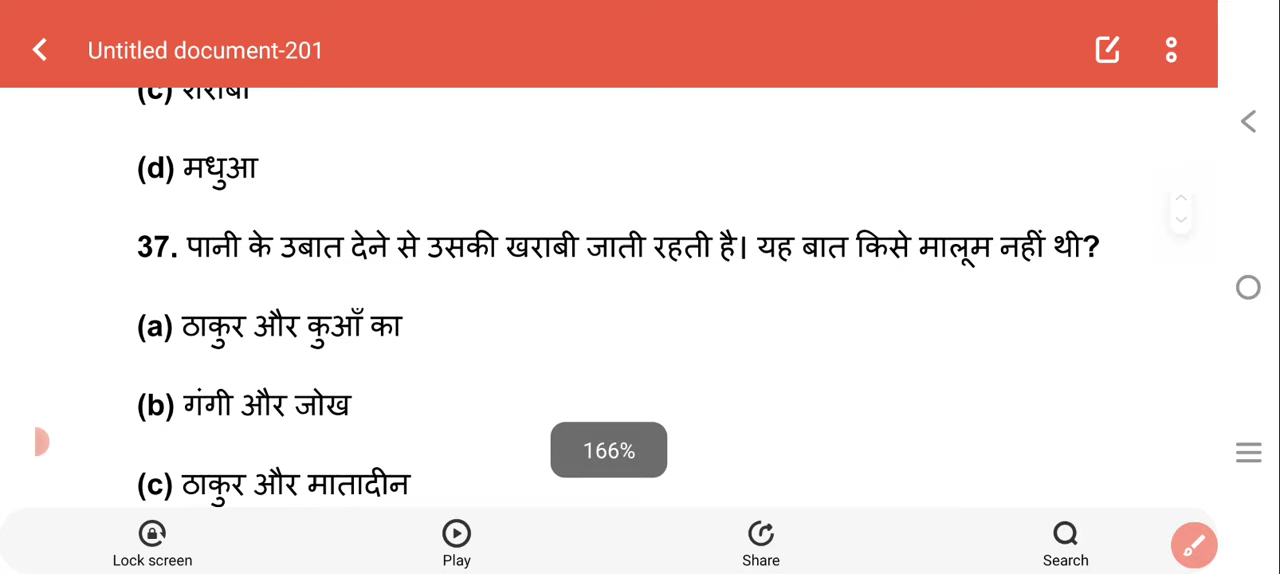 Untitled document-201
(c) शराबी
(d) मधुआ
37. पानी के उबात देने से उसकी खराबी जाती रहती है। यह बात किसे मालूम नहीं थी?
(a) ठाकुर और कुआँ का
(b) गंगी और जोख
166%
(c) ठाकुर और मातादीन
Lock screen
Play
Share
Search